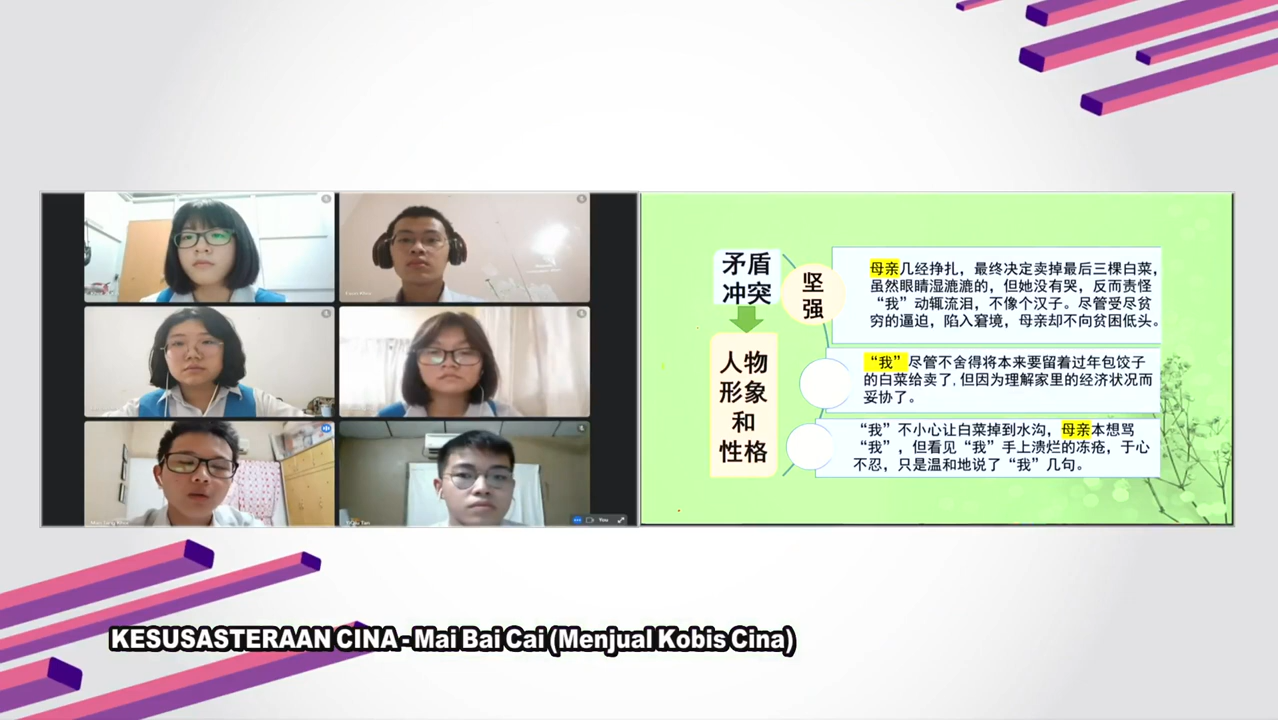 矛盾
冲突
坚
强
母亲几经挣扎，最终决定卖掉最后三棵白菜，
虽然眼睛湿漉漉的，但她没有哭，反而责怪
“我”动辄流泪，不像个汉子。尽管受尽贫
穷的逼迫，陷入窘境，母亲却不向贫困低头。
人物
形象
和
性格
“我”尽管不舍得将本来要留着过年包饺子
的白菜给卖了,但因为理解家里的经济状况而
妥协了。
“我”不小心让白菜掉到水沟，母亲本想骂
“我”，但看见“我”手上溃烂的冻疮，于心
不忍，只是温和地说了“我”几句。
You
KESUSASTERAAN CINA - Mai Bai Cai (Menjual Kobis Cina)